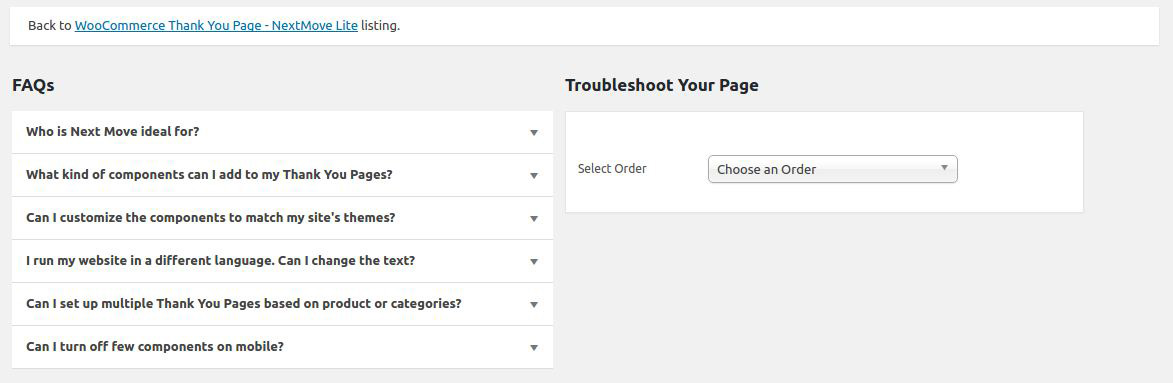 Back to WooCommerce Thank You Page - NextMove Lite listing.
FAQs
Who is Next Move ideal for?
What kind of components can I add to my Thank You Pages?
Can I customize the components to match my site's themes?
I run my website in a different language. Can I change the text?
Can I set up multiple Thank You Pages based on product or categories?
Can I turn off few components on mobile?
Troubleshoot Your Page
Select Order
Choose an Order